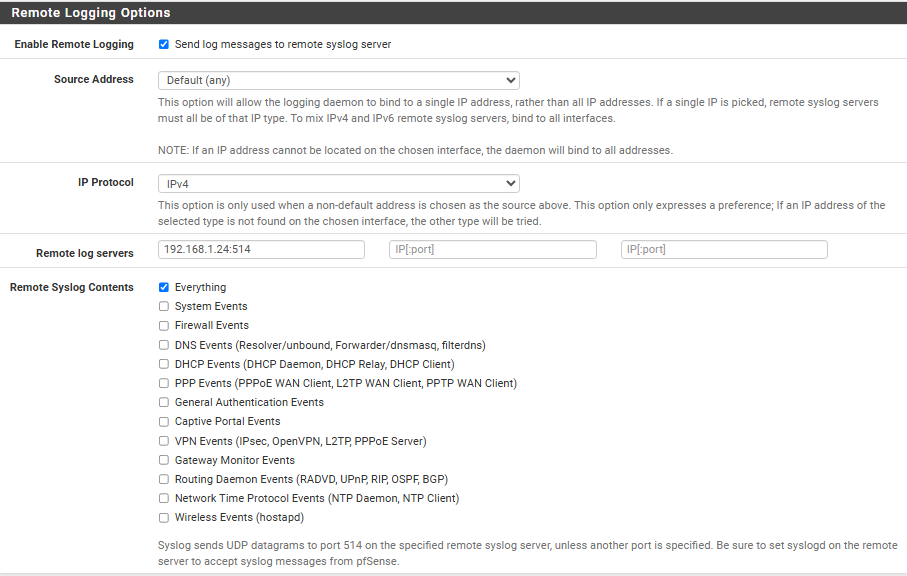 Remote Logging Options
Enable Remote Logging
Send log messages to remote syslog server
Source Address
Default (any)
This option will allow the logging daemon to bind to a single IP address, rather than all IP addresses. If a single IP is picked, remote syslog servers
must all be of that IP type. To mix IPv4 and IPv6 remote syslog servers, bind to all interfaces.
NOTE: If an IP address cannot be located on the chosen interface, the daemon will bind to all addresses.
IP Protocol
IPv4
This option is only used when a non-default address is chosen as the source above. This option only expresses a preference; If an IP address of the
selected type is not found on the chosen interface, the other type will be tried.
Remote log servers
192.168.1.24:514
IP[:port]
IP[:port]
Remote Syslog Contents
Everything
System Events
Firewall Events
DNS Events (Resolver/unbound, Forwarder/dnsmasq, filterdns)
DHCP Events (DHCP Daemon, DHCP Relay, DHCP Client)
PPP Events (PPPoE WAN Client, L2TP WAN Client, PPTP WAN Client)
General Authentication Events
Captive Portal Events
VPN Events (IPsec, OpenVPN, L2TP, PPPoE Server)
Gateway Monitor Events
Routing Daemon Events (RADVD, UPnP, RIP, OSPF, BGP)
Network Time Protocol Events (NTP Daemon, NTP Client)
Wireless Events (hostapd)
Syslog sends UDP datagrams to port 514 on the specified remote syslog server, unless another port is specified. Be sure to set syslogd on the remote
server to accept syslog messages from pfSense.